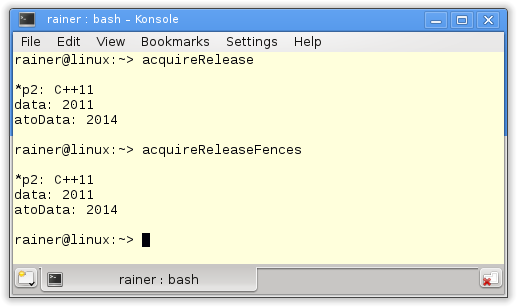 rainer : bash – Konsole
File Edit View Bookmarks Settings Help
rainer@linux:~> acquireRelease
*p2: C++11
data: 2011
atoData: 2014
rainer@linux:~> acquireReleaseFences
*p2: C++11
data: 2011
atoData: 2014
rainer@linux:~>
rainer : bash